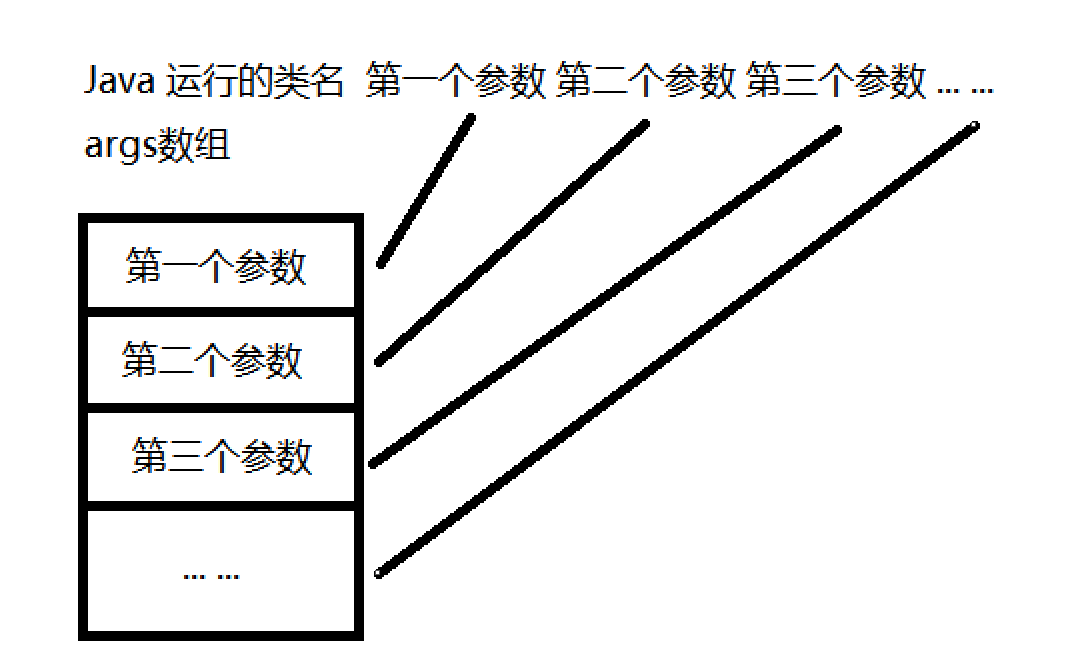 Java 运行的类名 第一个参数 第二个参数 第三个参数 ... ...
args数组
第一个参数
第二个参数
第三个参数
... ...